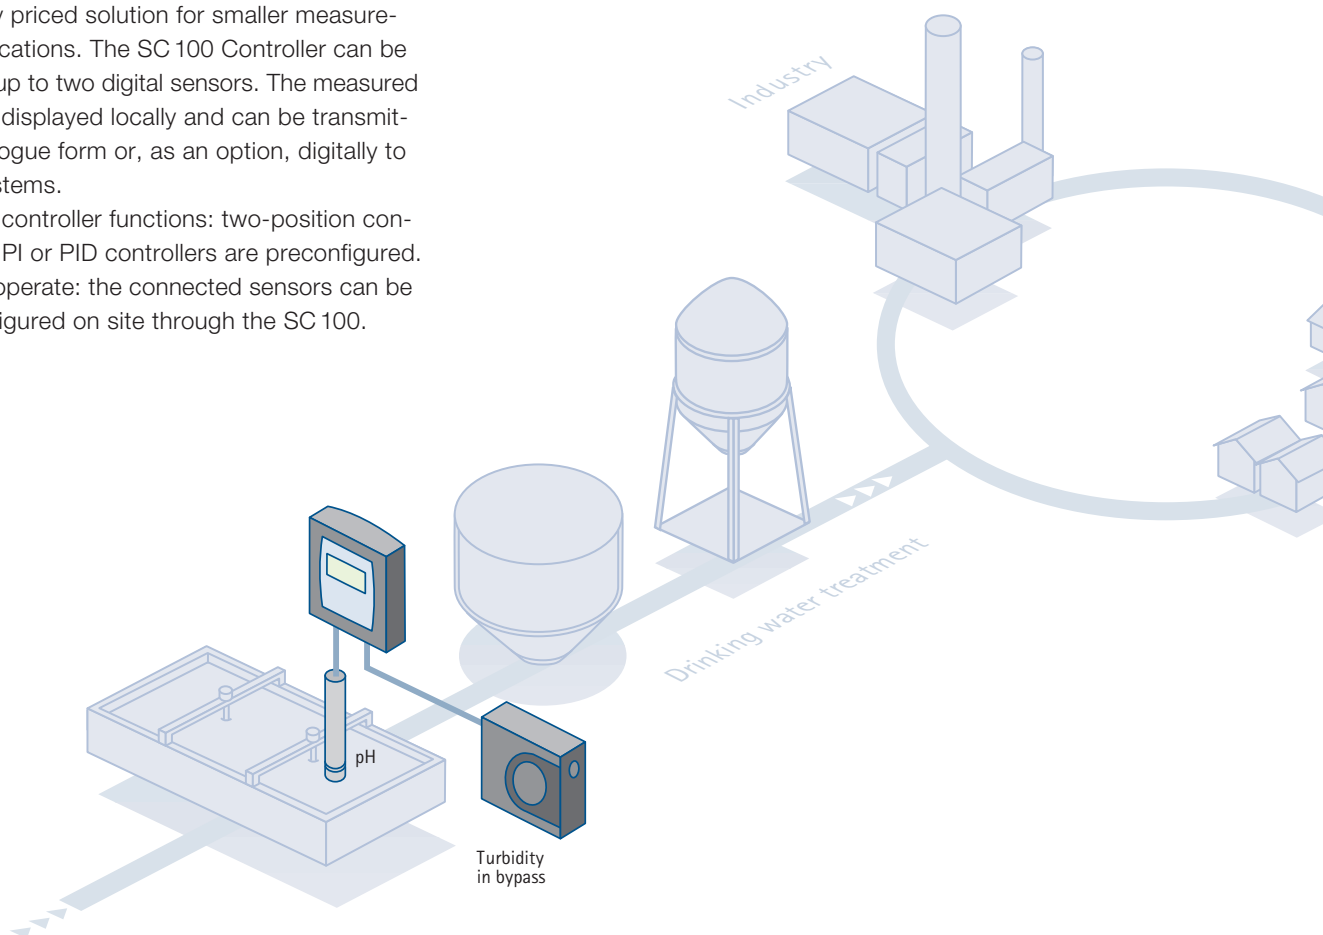 priced solution for smaller measure-
cations. The SC 100 Controller can be
up to two digital sensors. The measured
displayed locally and can be transmit-
ogue form or, as an option, digitally to
stems.
controller functions: two-position con-
PI or PID controllers are preconfigured.
operate: the connected sensors can be
igured on site through the SC 100.
Industry
Drinking water treatment
pH
Turbidity
in bypass